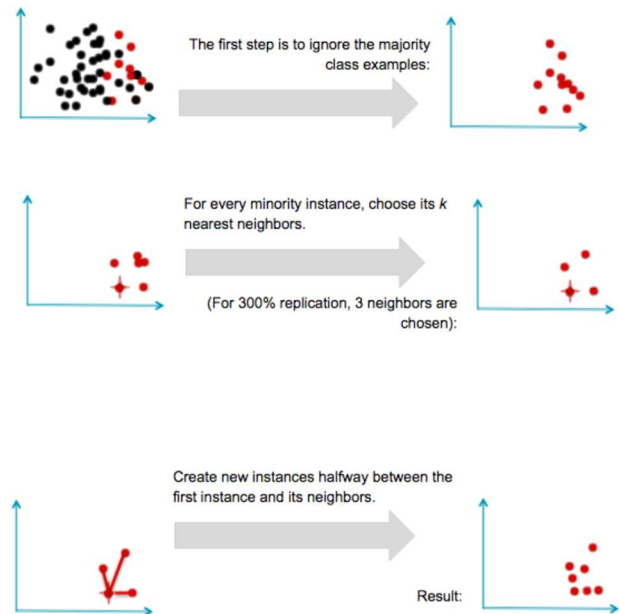 The first step is to ignore the majority
class examples:
For every minority instance, choose its k
nearest neighbors.
(For 300% replication, 3 neighbors are
chosen):
Create new instances halfway between the
first instance and its neighbors.
Result: